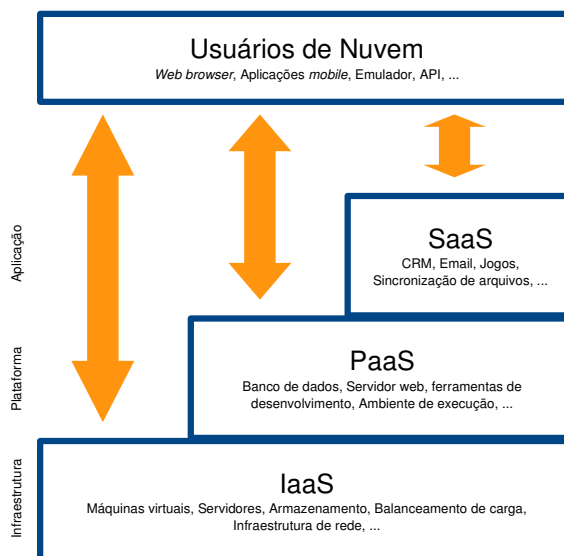 Usuários de Nuvem
Web browser, Aplicações mobile, Emulador, API, ...
Aplicação
SaaS
CRM, Email, Jogos,
Sincronização de arquivos, ...
Plataforma
PaaS
Banco de dados, Servidor web, ferramentas de
desenvolvimento, Ambiente de execução, ...
Infraestrutura
IaaS
Máquinas virtuais, Servidores, Armazenamento, Balanceamento de carga,
Infraestrutura de rede, ...